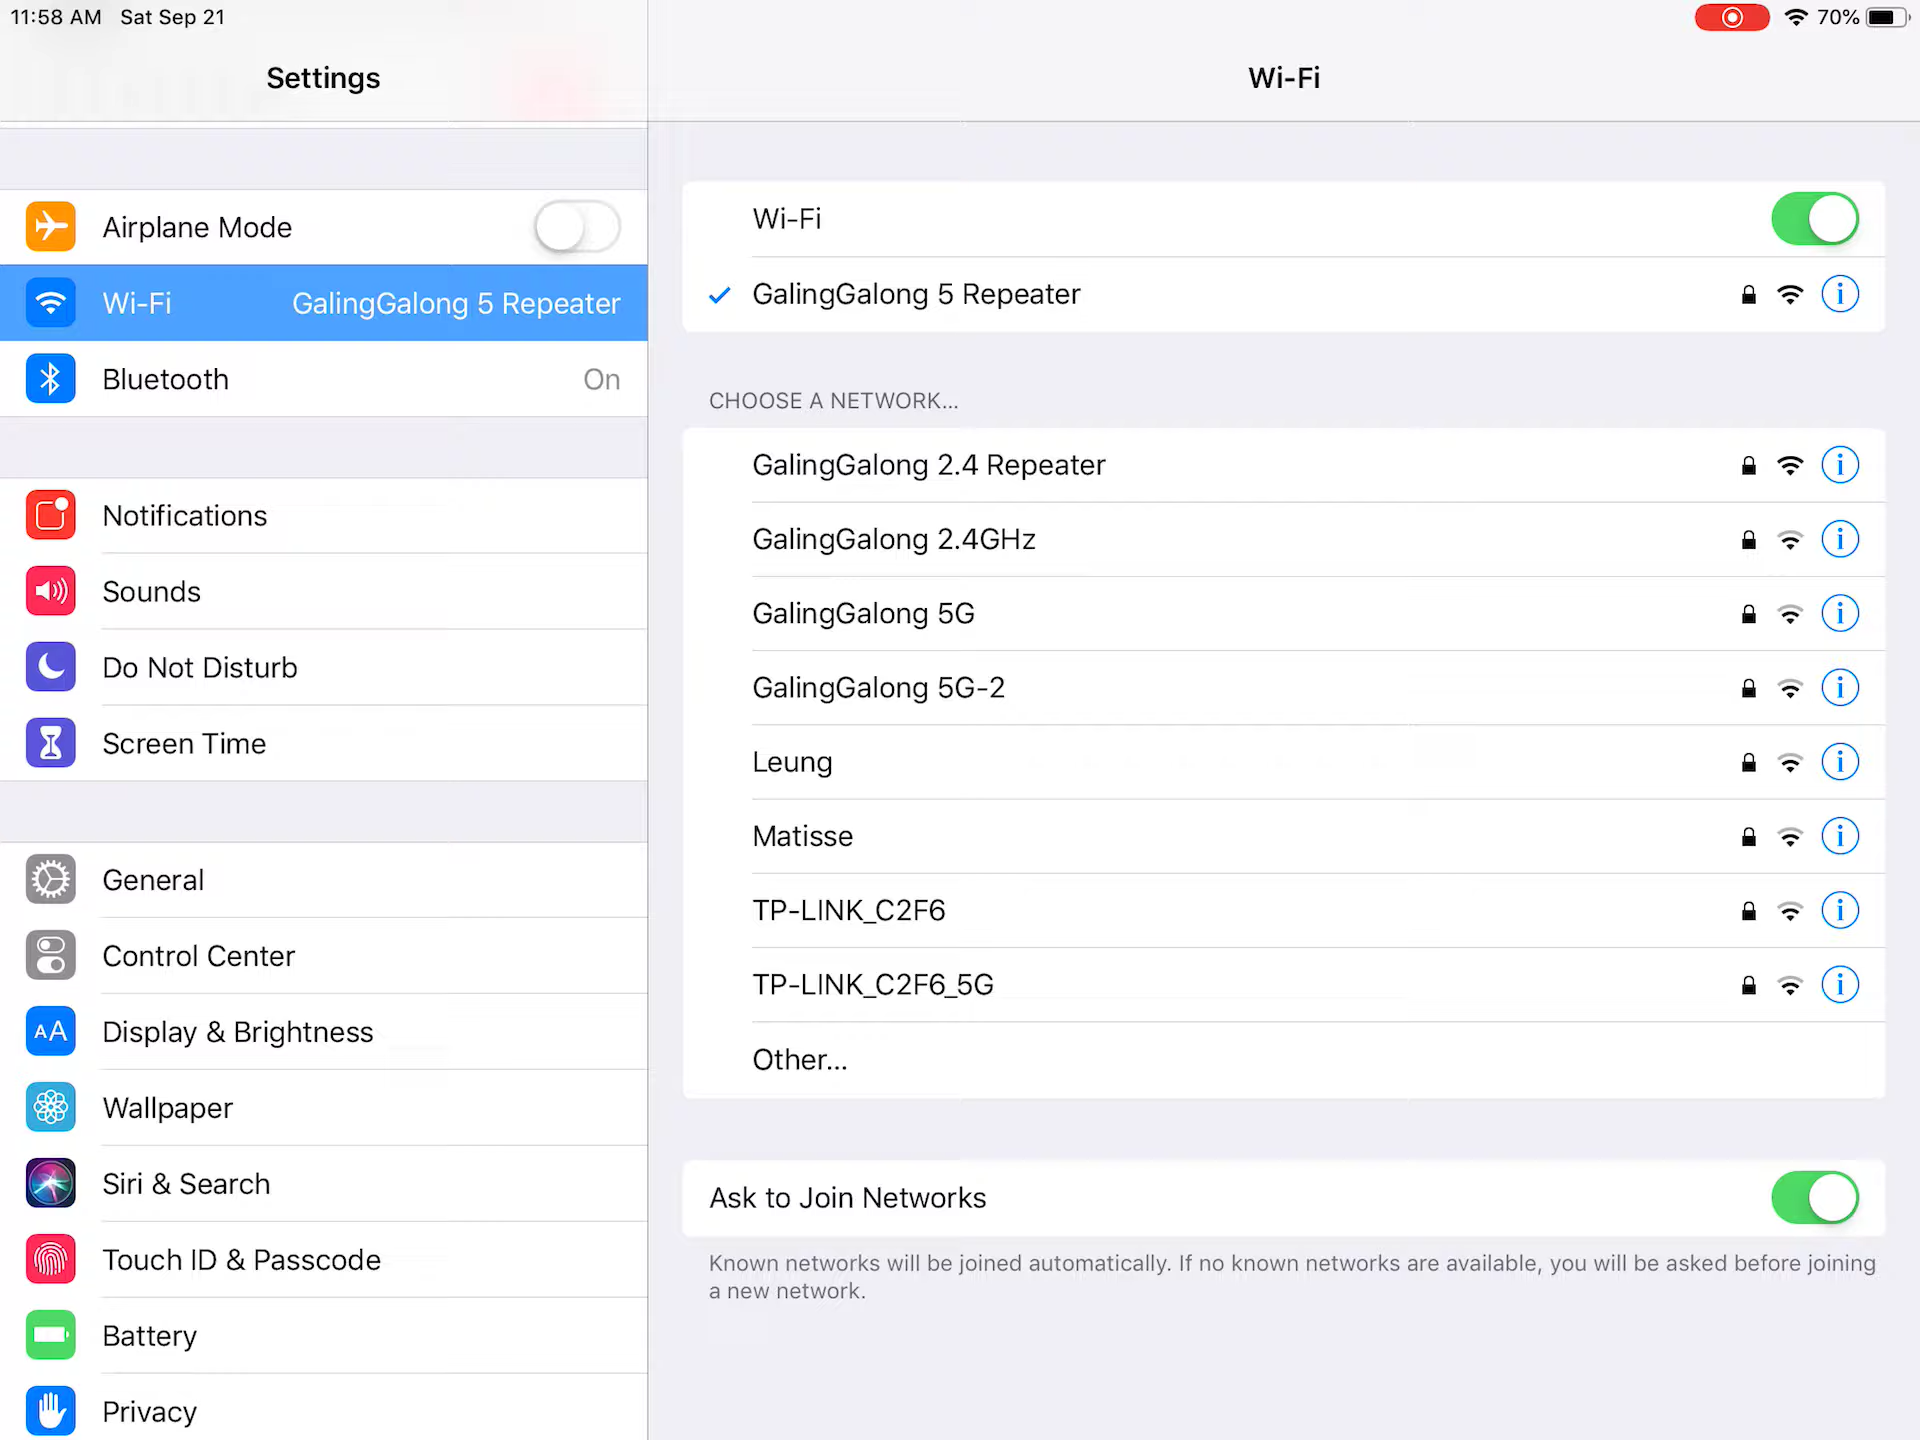 11:58 AM Sat Sep 21
70%
Settings
Airplane Mode
Wi-Fi GalingGalong 5 Repeater
Bluetooth On
Notifications
Sounds
Do Not Disturb
Screen Time
General
Control Center
AA Display & Brightness
Wallpaper
Siri & Search
Touch ID & Passcode
Battery
Privacy
Wi-Fi
Wi-Fi
GalingGalong 5 Repeater
CHOOSE A NETWORK...
GalingGalong 2.4 Repeater
GalingGalong 2.4GHz
GalingGalong 5G
GalingGalong 5G-2
Leung
Matisse
TP-LINK_C2F6
TP-LINK_C2F6_5G
Other...
Ask to Join Networks
Known networks will be joined automatically. If no known networks are available, you will be asked before joining
a new network.